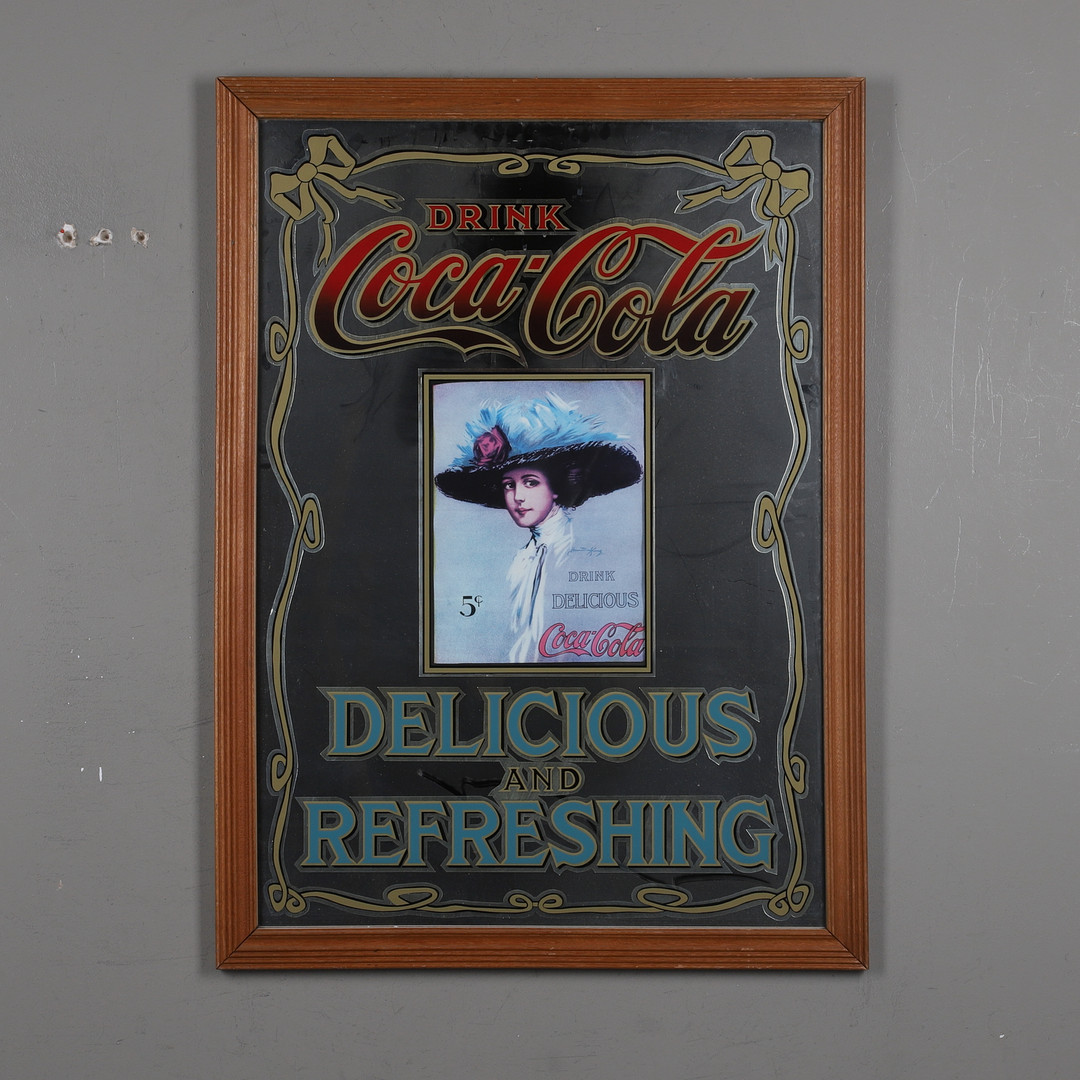 DRINK
Coca-Cola
5¢
DRINK
DELICIOUS
Coca-Cola
DELICIOUS
AND
REFRESHING